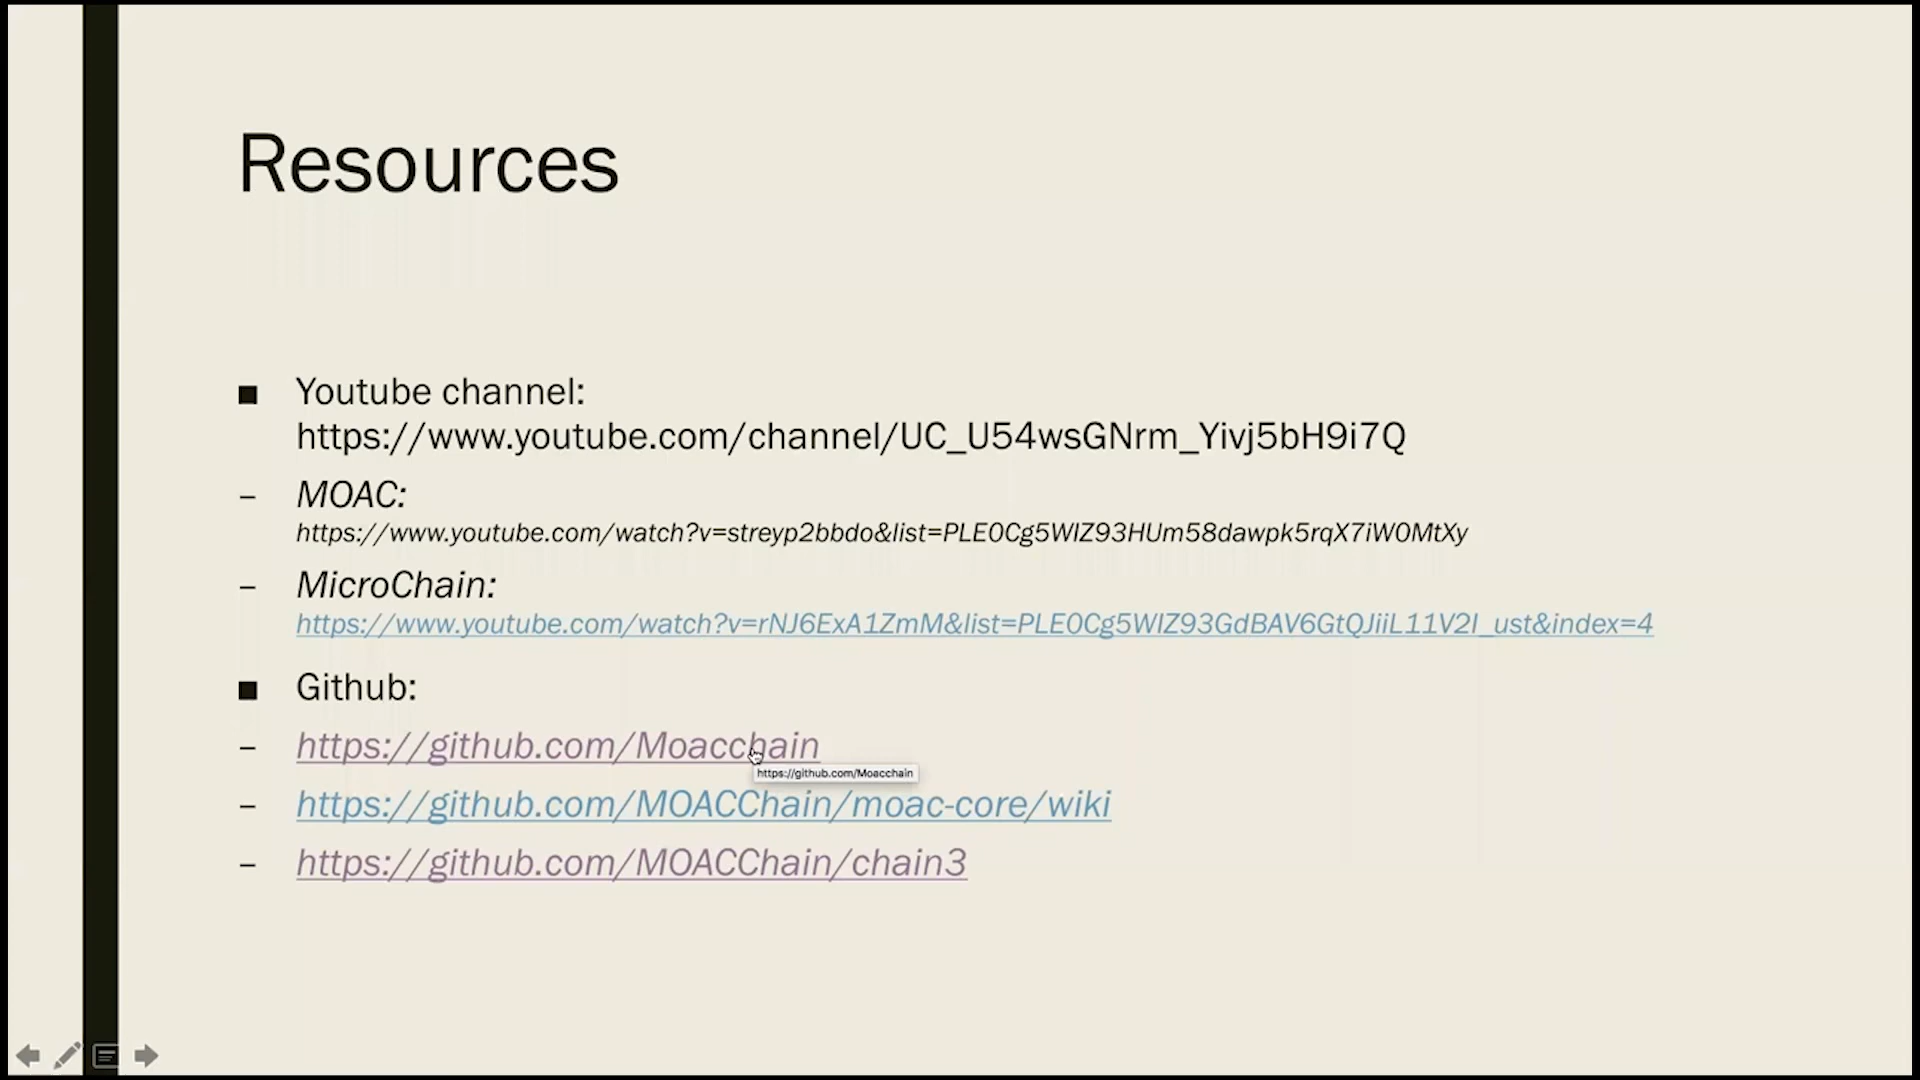 Resources
■ Youtube channel:
https://www.youtube.com/channel/UC_U54wsGNrm_Yivj5bH9i7Q
– MOAC:
https://www.youtube.com/watch?v=streyp2bbdo&list=PLE0Cg5WIZ93HUm58dawpk5rqX7iW0MtXy
– MicroChain:
https://www.youtube.com/watch?v=rNJ6ExA1ZmM&list=PLE0Cg5WIZ93GdBAV6GtQJiiL11V2I_ust&index=4
■ Github:
– https://github.com/Moacchain
https://github.com/Moacchain
– https://github.com/MOACChain/moac-core/wiki
– https://github.com/MOACChain/chain3